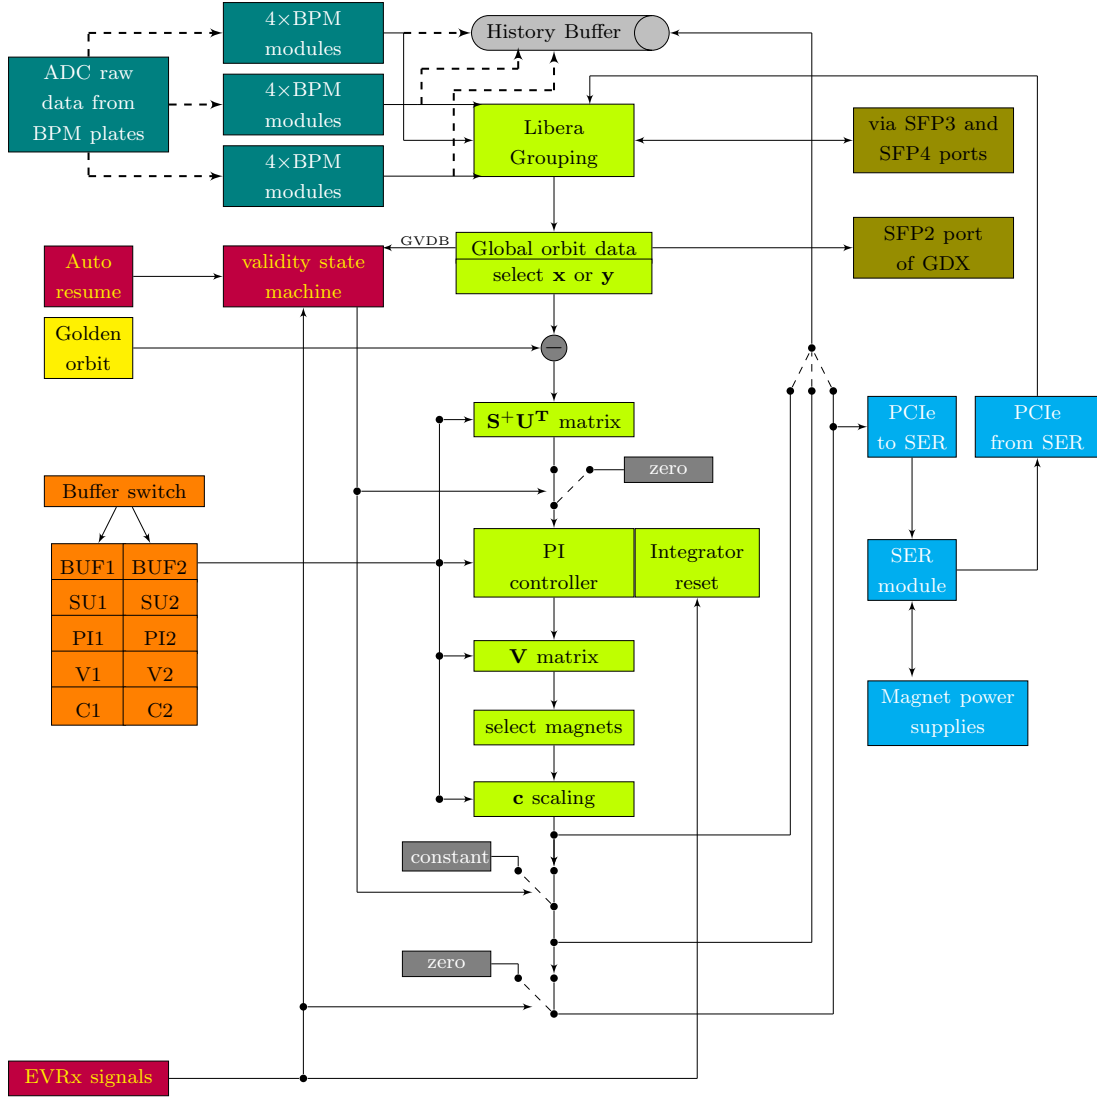 4×BPM
modules
History Buffer
ADC raw
data from
BPM plates
4×BPM
modules
Libera
Grouping
via SFP3 and
SFP4 ports
4×BPM
modules
Auto
resume
validity state
machine
GVDB
Global orbit data
select x or y
SFP2 port
of GDX
Golden
orbit
−
S⁺Uᵀ matrix
PCIe
to SER
PCIe
from SER
zero
Buffer switch
BUF1 BUF2
SU1 SU2
PI1 PI2
V1 V2
C1 C2
PI
controller
Integrator
reset
SER
module
V matrix
Magnet power
supplies
select magnets
c scaling
constant
zero
EVRx signals